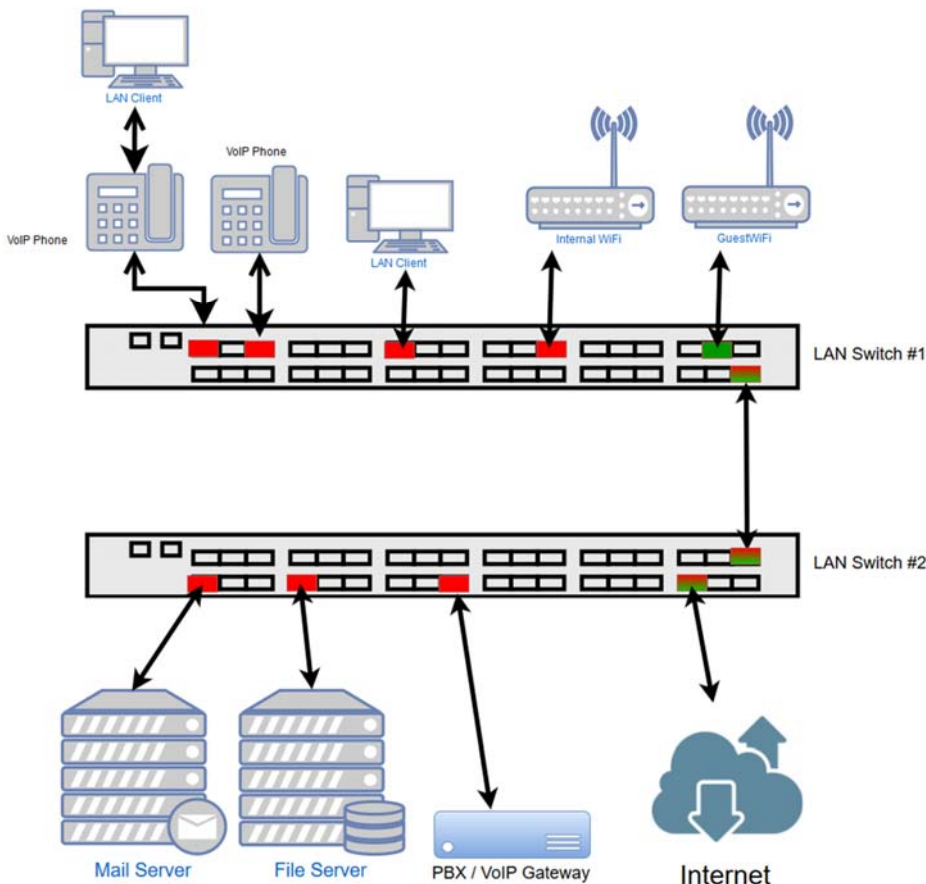 LAN Client
VoIP Phone
VoIP Phone
LAN Client
Internal WiFi
GuestWiFi
LAN Switch #1
LAN Switch #2
Mail Server
File Server
PBX / VoIP Gateway
Internet